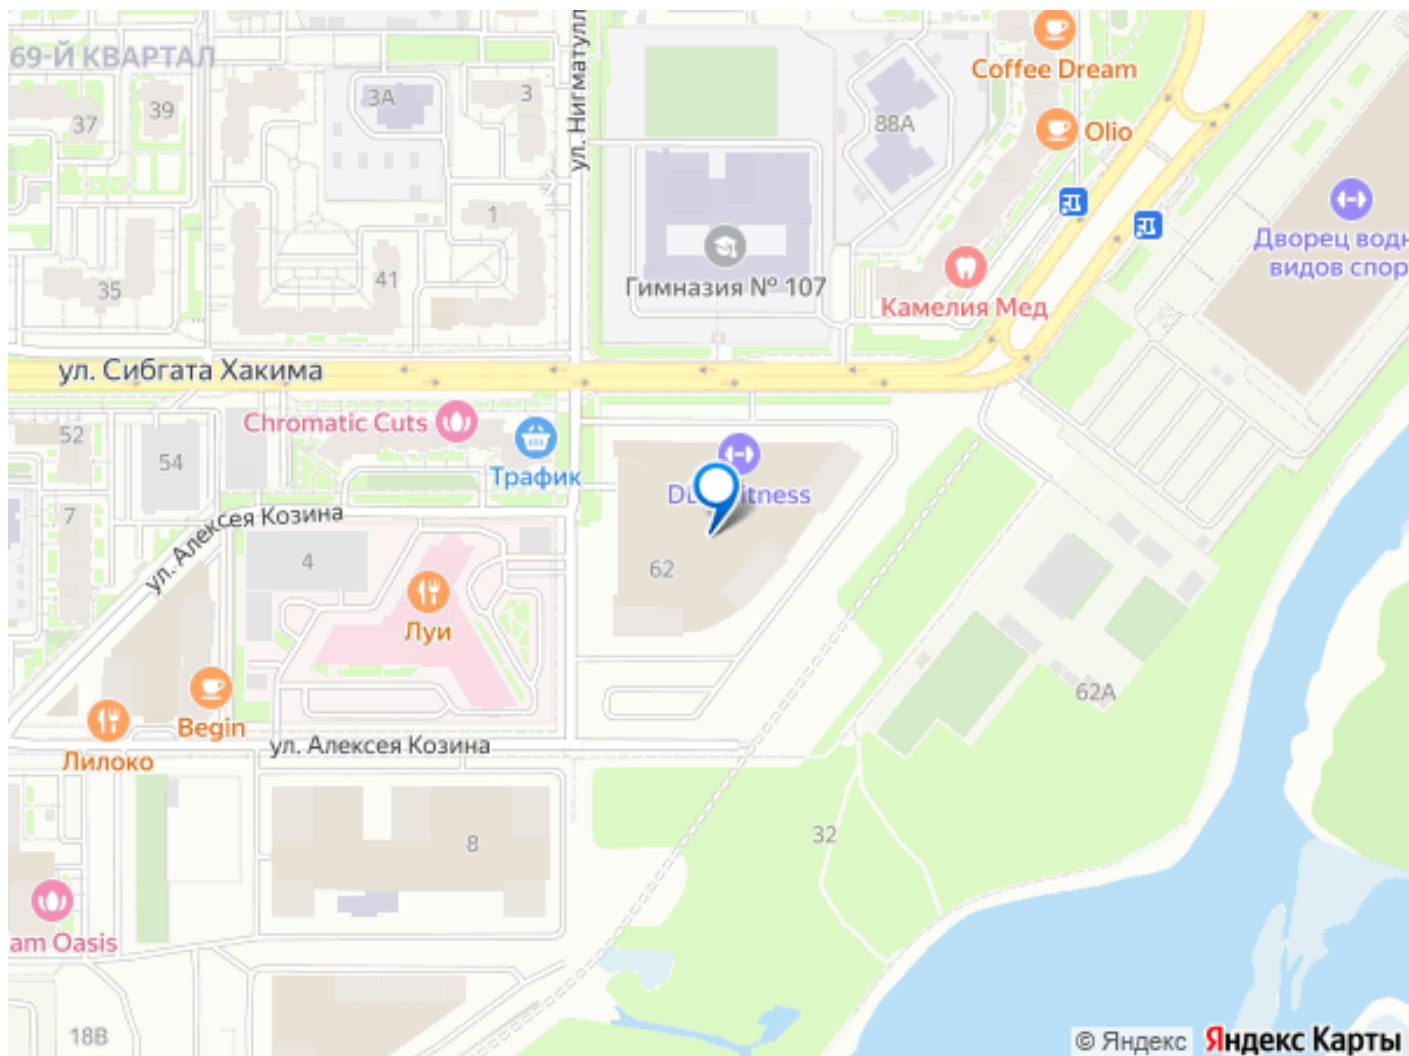 69-Й КВАРТАЛ
37
39
3А
3
ул. Нигматулл
Coffee Dream
88А
Olio
Дворец водн
видов спор
1
41
35
Гимназия № 107
Камелия Мед
ул. Сибгата Хакима
Chromatic Cuts
52
54
Трафик
7
ул. Алексея Козина
4
62
Луи
62А
Begin
Лилоко
ул. Алексея Козина
32
8
am Oasis
18В
© Яндекс Яндекс Карты